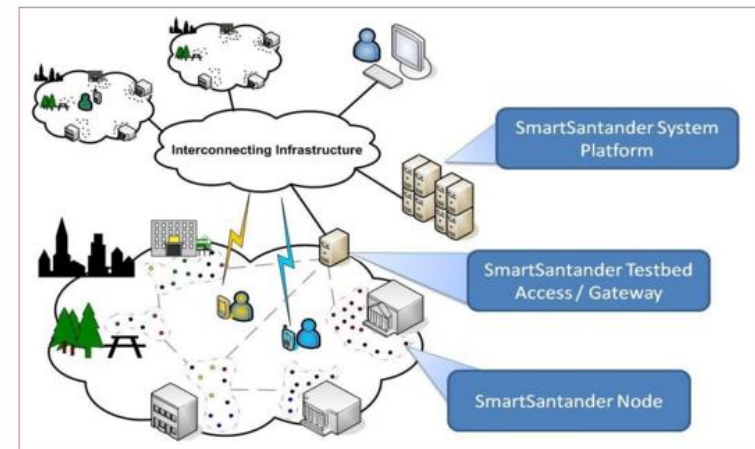 Interconnecting Infrastructure
SmartSantander System
Platform
SmartSantander Testbed
Access / Gateway
SmartSantander Node